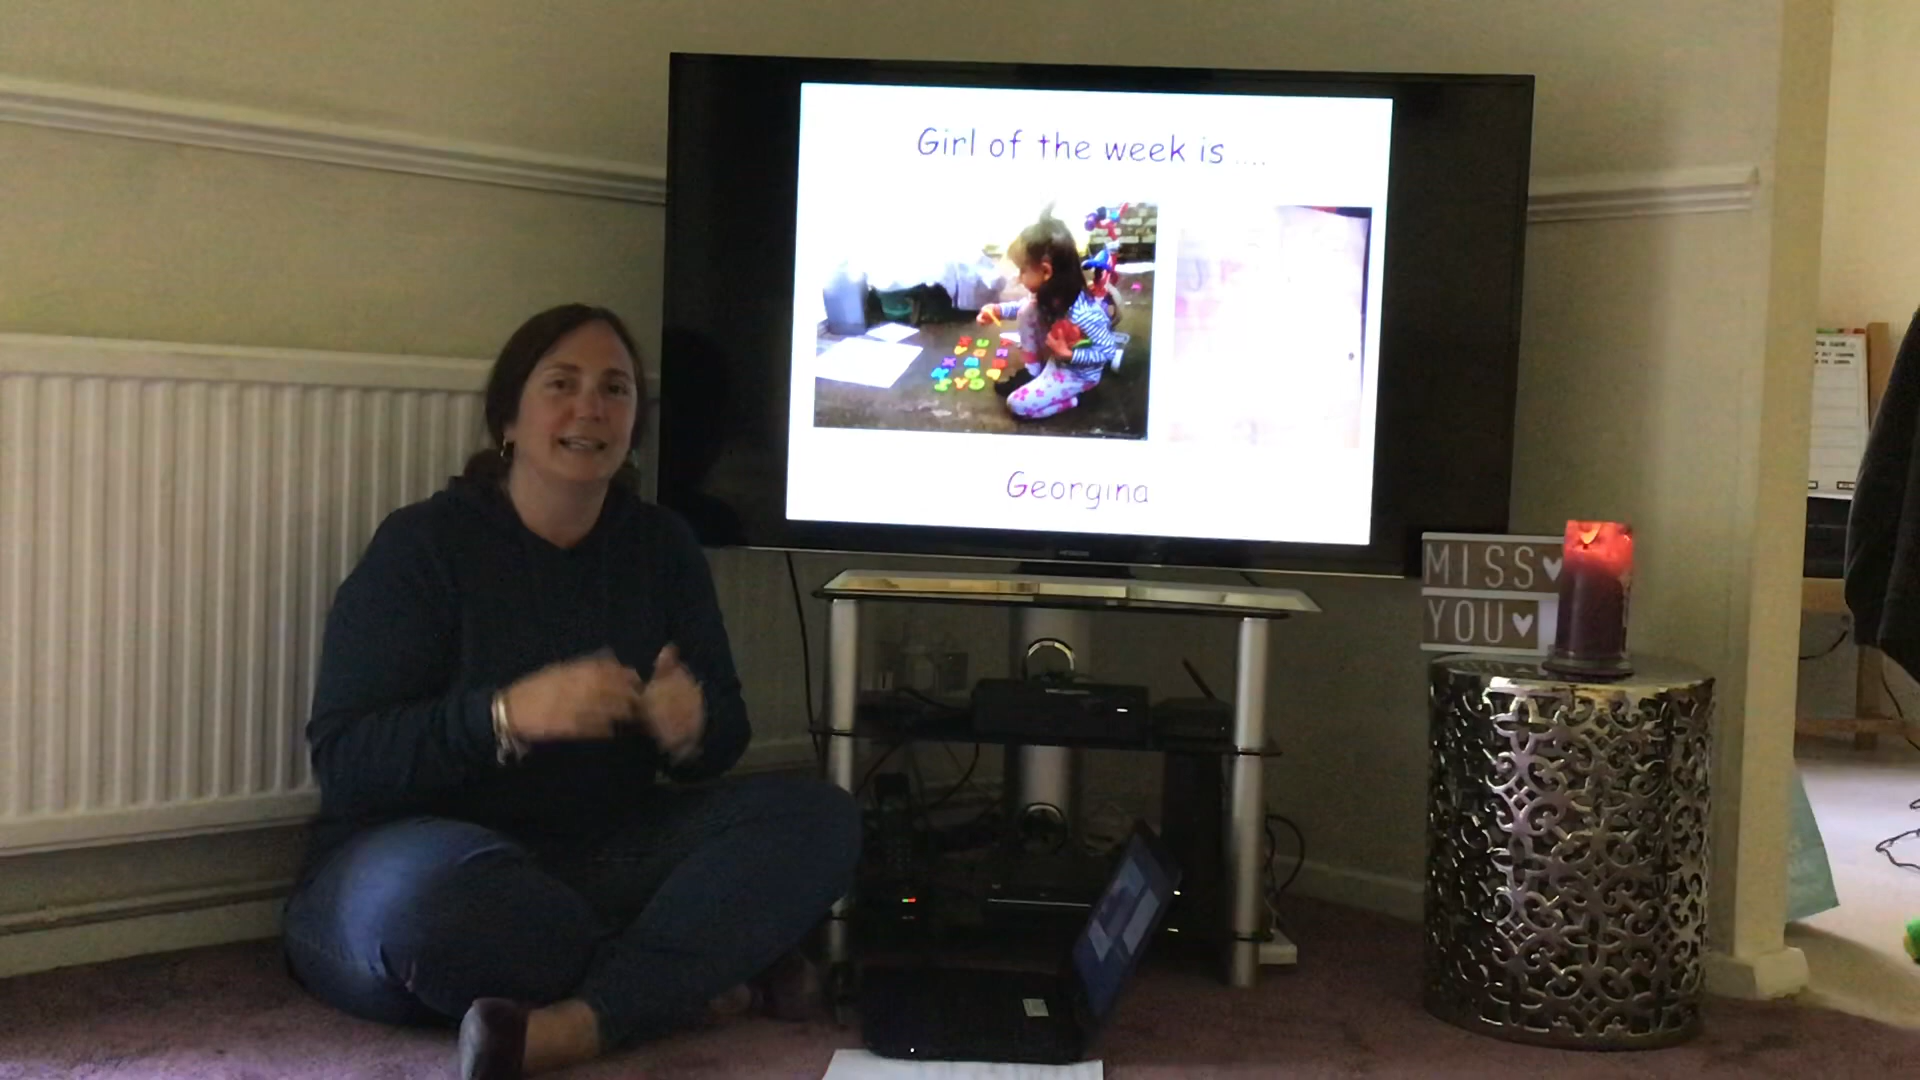 Girl of the week is ....
Georgina
MISS
YOU